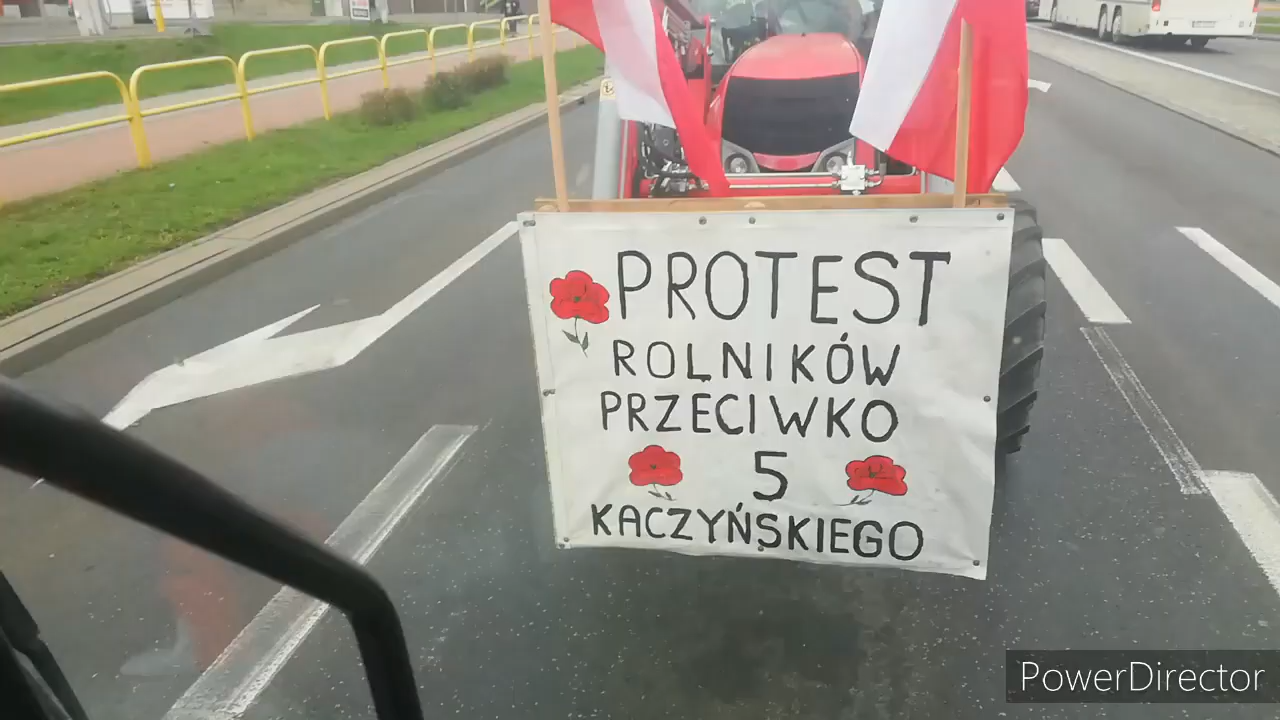 PROTEST
ROLNIKÓW
PRZECIWKO
5
KACZYŃSKIEGO
PowerDirector